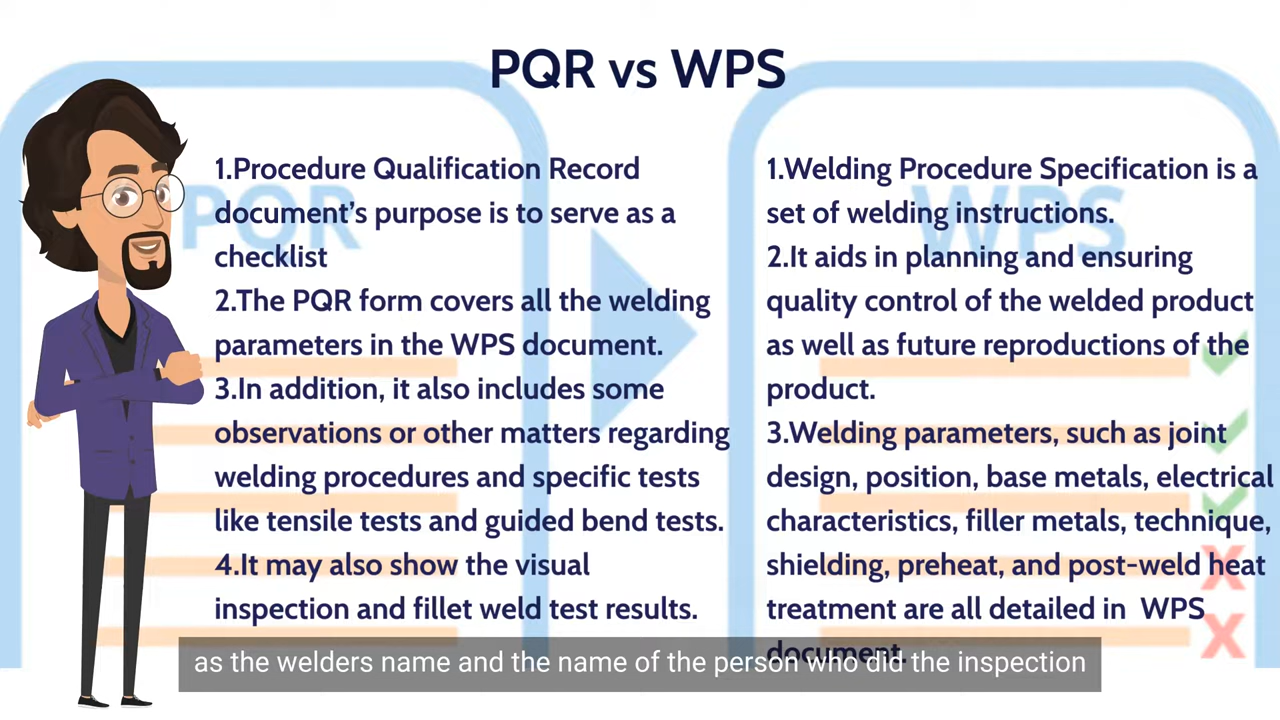 PQR vs WPS
PQR
1.Procedure Qualification Record
document's purpose is to serve as a
checklist
2.The PQR form covers all the welding
parameters in the WPS document.
3.In addition, it also includes some
observations or other matters regarding
welding procedures and specific tests
like tensile tests and guided bend tests.
4.It may also show the visual
inspection and fillet weld test results.
WPS
1.Welding Procedure Specification is a
set of welding instructions.
2.It aids in planning and ensuring
quality control of the welded product
as well as future reproductions of the
product.
3.Welding parameters, such as joint
design, position, base metals, electrical
characteristics, filler metals, technique,
shielding, preheat, and post-weld heat
treatment are all detailed in WPS
document.
as the welders name and the name of the person who did the inspection